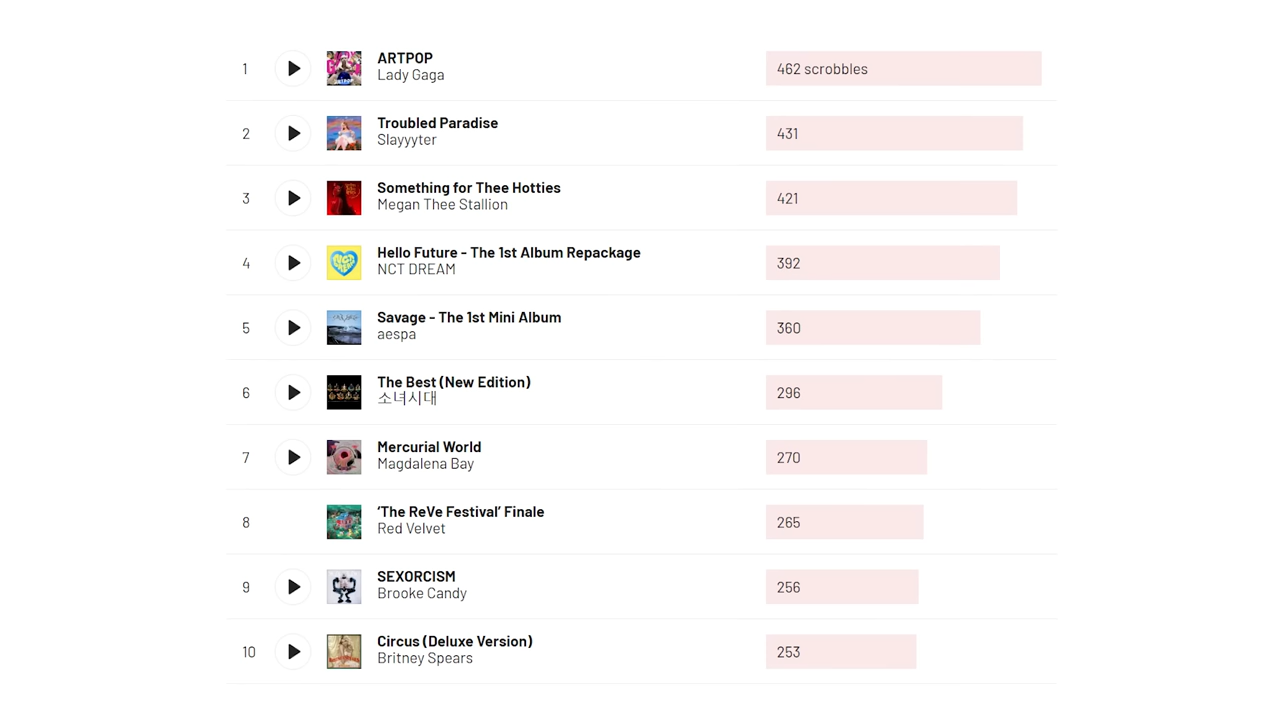 1
ARTPOP
Lady Gaga
462 scrobbles
2
Troubled Paradise
Slayyyter
431
3
Something for Thee Hotties
Megan Thee Stallion
421
4
Hello Future - The 1st Album Repackage
NCT DREAM
392
5
Savage - The 1st Mini Album
aespa
360
6
The Best (New Edition)
소녀시대
296
7
Mercurial World
Magdalena Bay
270
8
‘The ReVe Festival’ Finale
Red Velvet
265
9
SEXORCISM
Brooke Candy
256
10
Circus (Deluxe Version)
Britney Spears
253